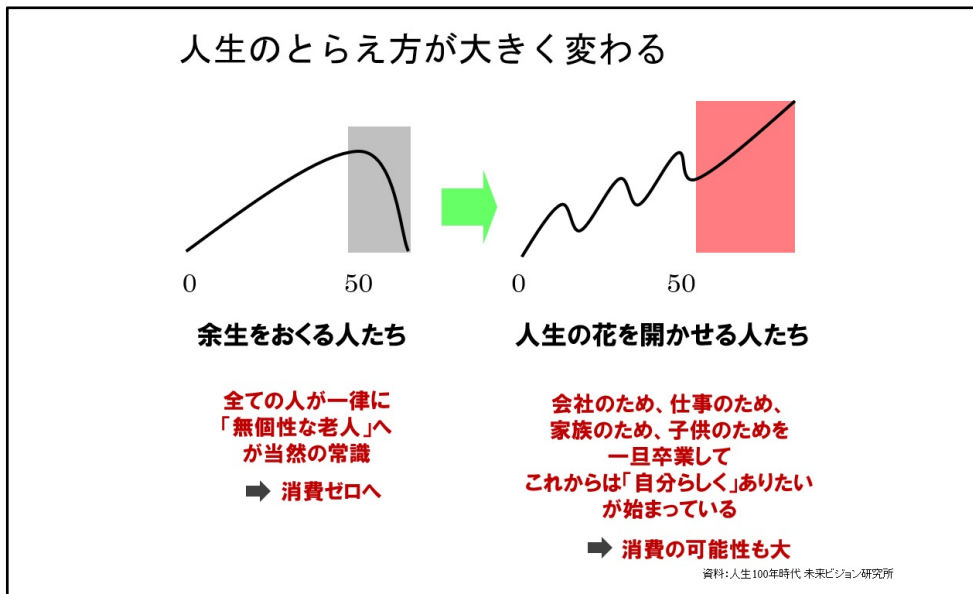 人生のとらえ方が大きく変わる
0
50
0
50
余生をおくる人たち
人生の花を開かせる人たち
全ての人が一律に
「無個性な老人」へ
が当然の常識
➡ 消費ゼロへ
会社のため、仕事のため、
家族のため、子供のためを
一旦卒業して
これからは「自分らしく」ありたい
が始まっている
➡ 消費の可能性も大
資料:人生100年時代 未来ビジョン研究所